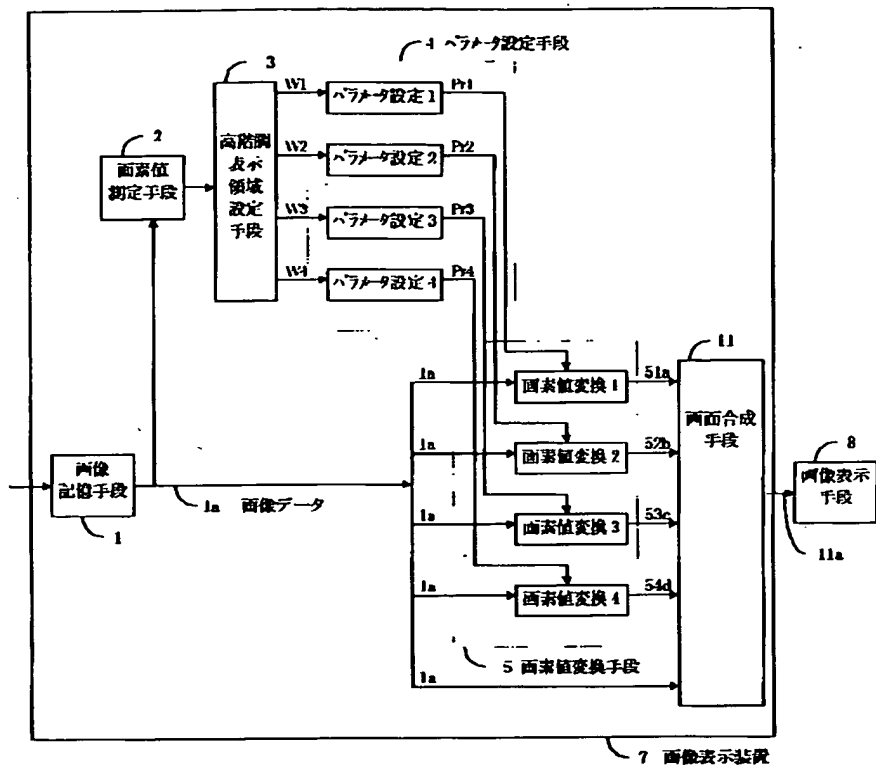 4 パラメータ設定手段
3
W1
パラメータ設定1
Pr1
2
高階調
表示
領域
設定
手段
W2
パラメータ設定2
Pr2
画素値
測定手段
W3
パラメータ設定3
Pr3
W4
パラメータ設定4
Pr4
11
1a
画素値変換1
51a
画面合成
手段
1a
画素値変換2
52b
8
画像
記憶手段
画像表示
手段
1a 画像データ
1
1a
画素値変換3
53c
11a
1a
画素値変換4
54d
5 画素値変換手段
1a
7 画像表示装置